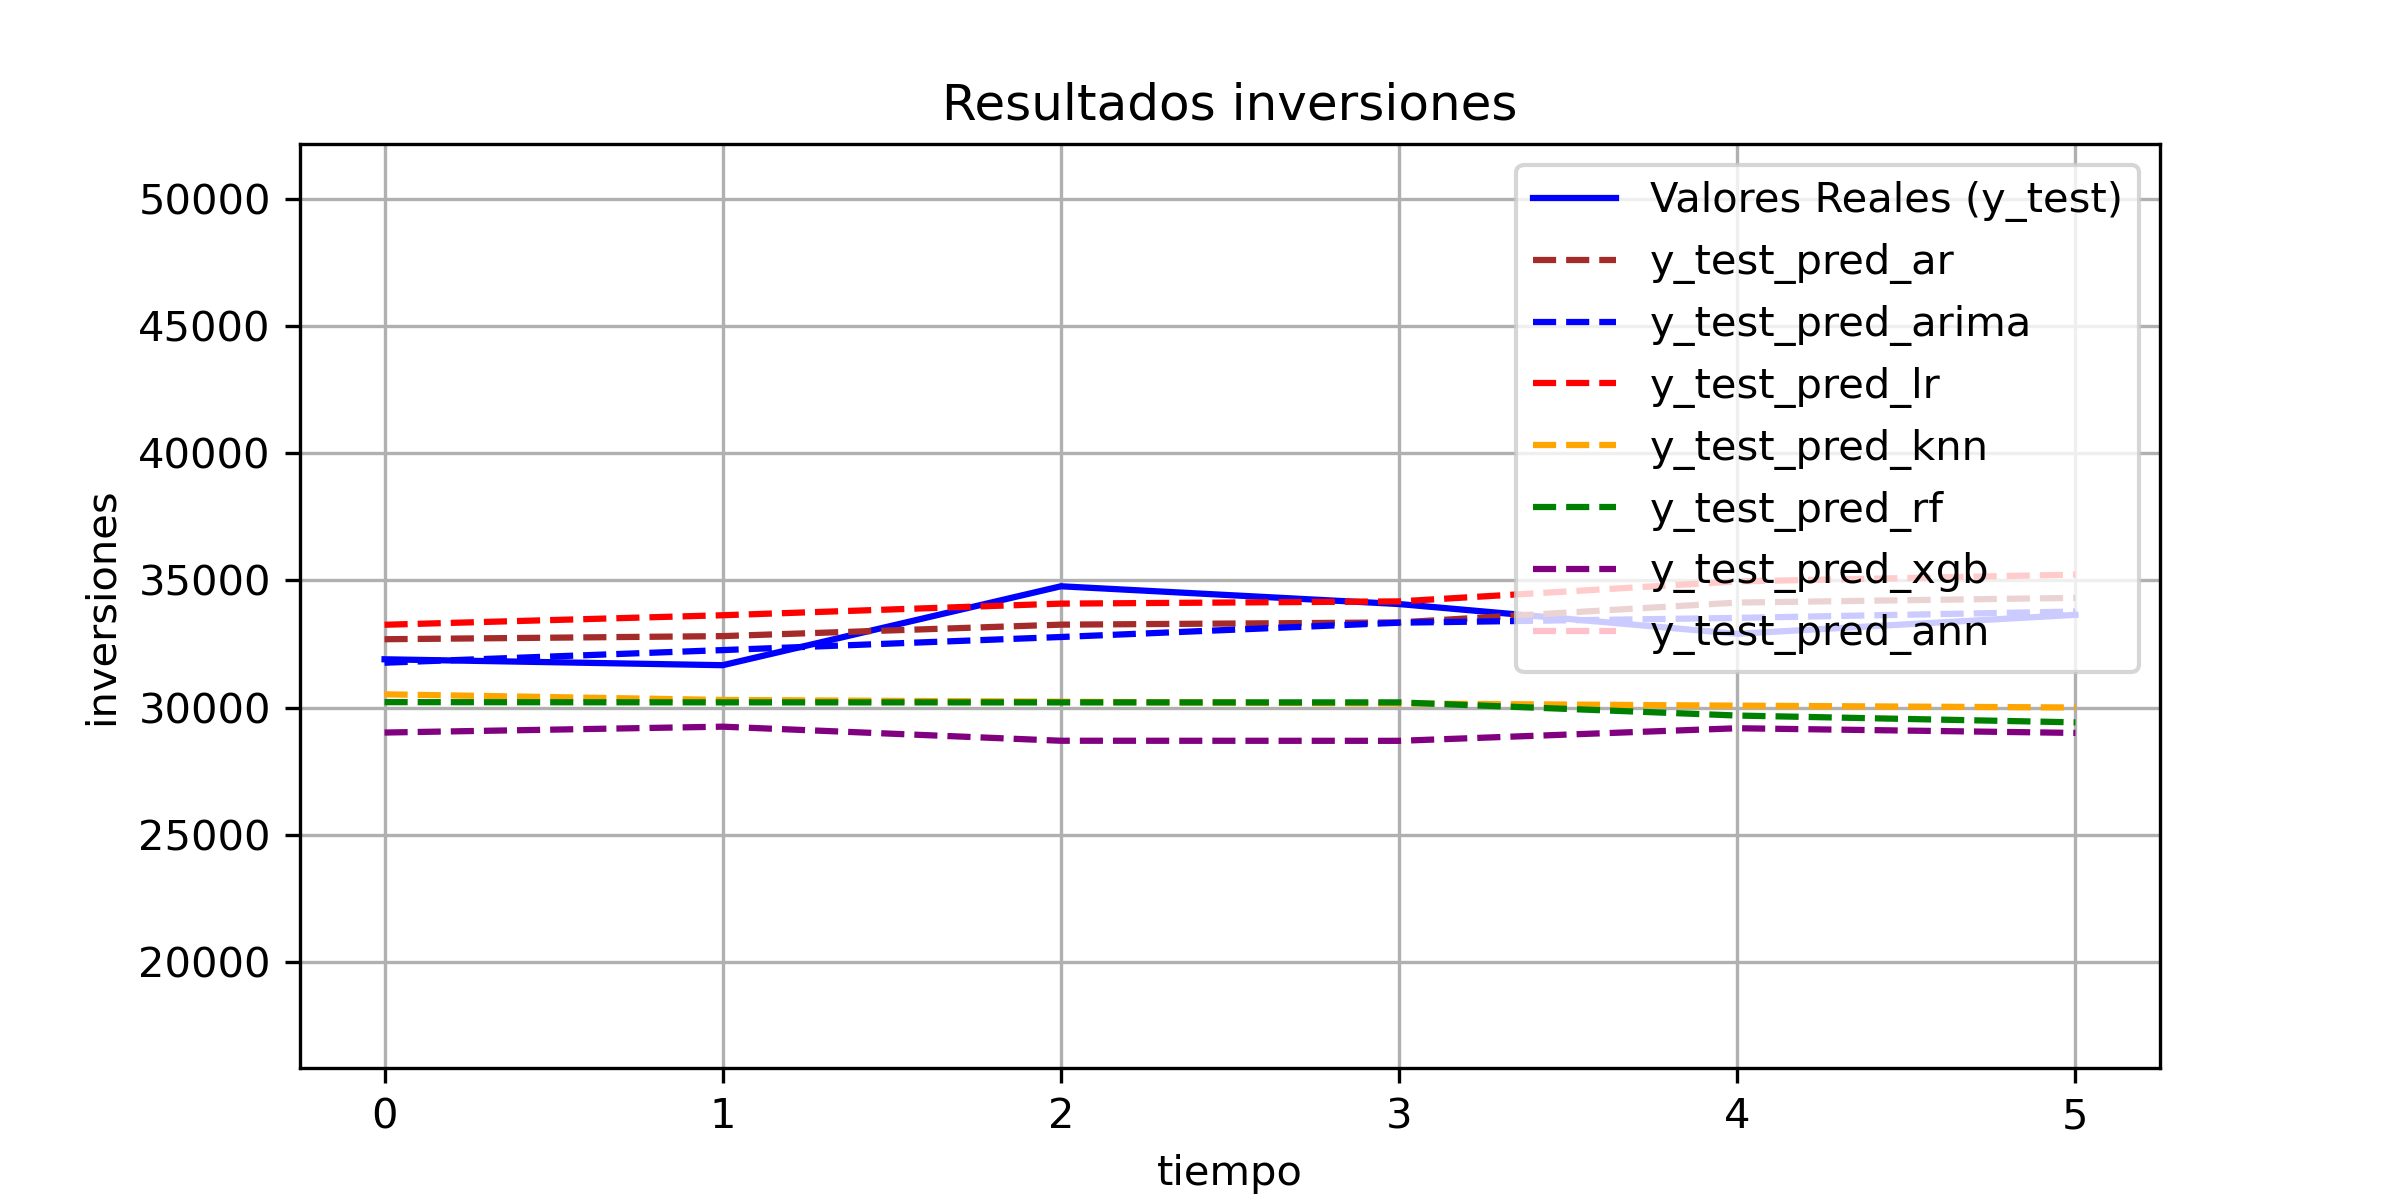 Resultados inversiones
inversiones
50000
45000
40000
35000
30000
25000
20000
Valores Reales (y_test)
y_test_pred_ar
y_test_pred_arima
y_test_pred_lr
y_test_pred_knn
y_test_pred_rf
y_test_pred_xgb
y_test_pred_ann
0 1 2 3 4 5
tiempo